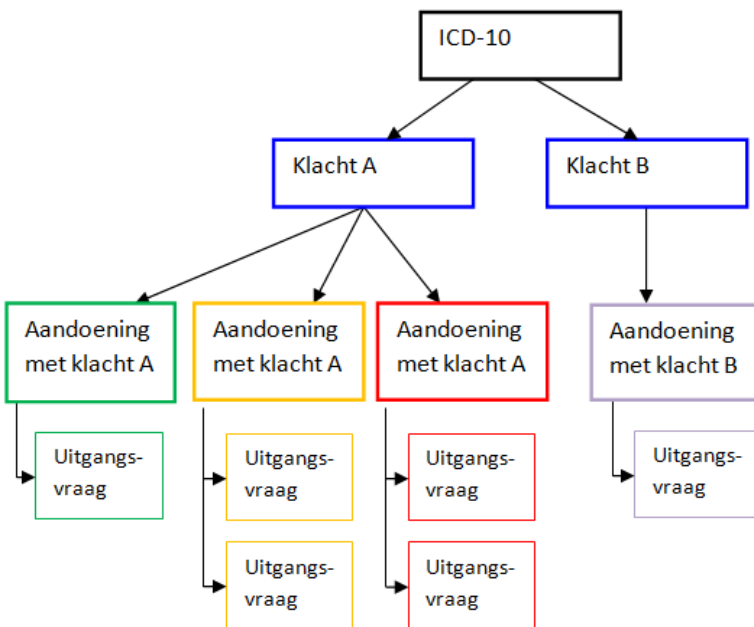 ICD-10
Klacht A
Klacht B
Aandoening
met klacht A
Aandoening
met klacht A
Aandoening
met klacht A
Aandoening
met klacht B
Uitgangs-
vraag
Uitgangs-
vraag
Uitgangs-
vraag
Uitgangs-
vraag
Uitgangs-
vraag
Uitgangs-
vraag